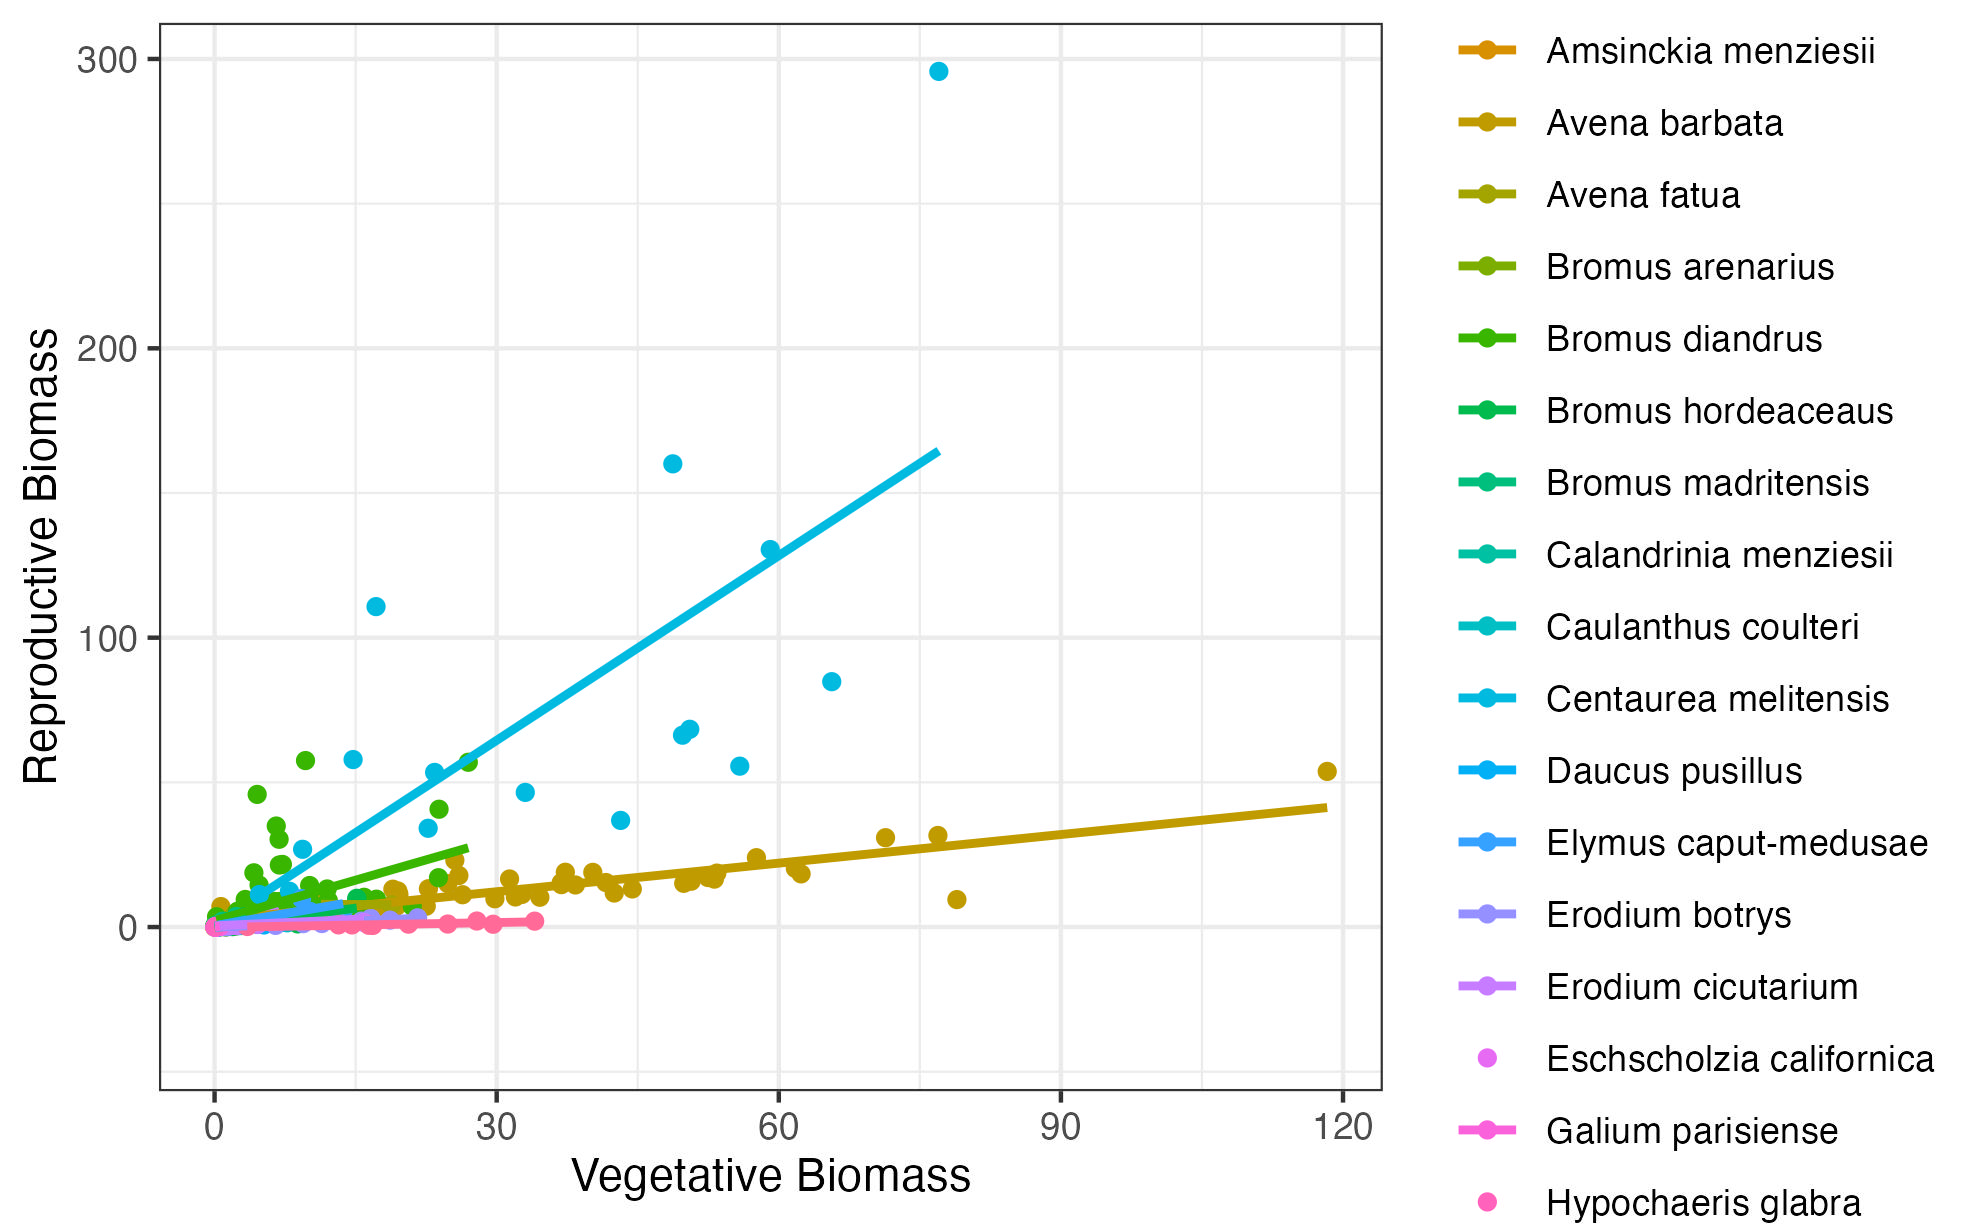 Reproductive Biomass
300
200
100
0
0 30 60 90 120
Vegetative Biomass
Amsinckia menziesii
Avena barbata
Avena fatua
Bromus arenarius
Bromus diandrus
Bromus hordeaceaus
Bromus madritensis
Calandrinia menziesii
Caulanthus coulteri
Centaurea melitensis
Daucus pusillus
Elymus caput-medusae
Erodium botrys
Erodium cicutarium
Eschscholzia californica
Galium parisiense
Hypochaeris glabra